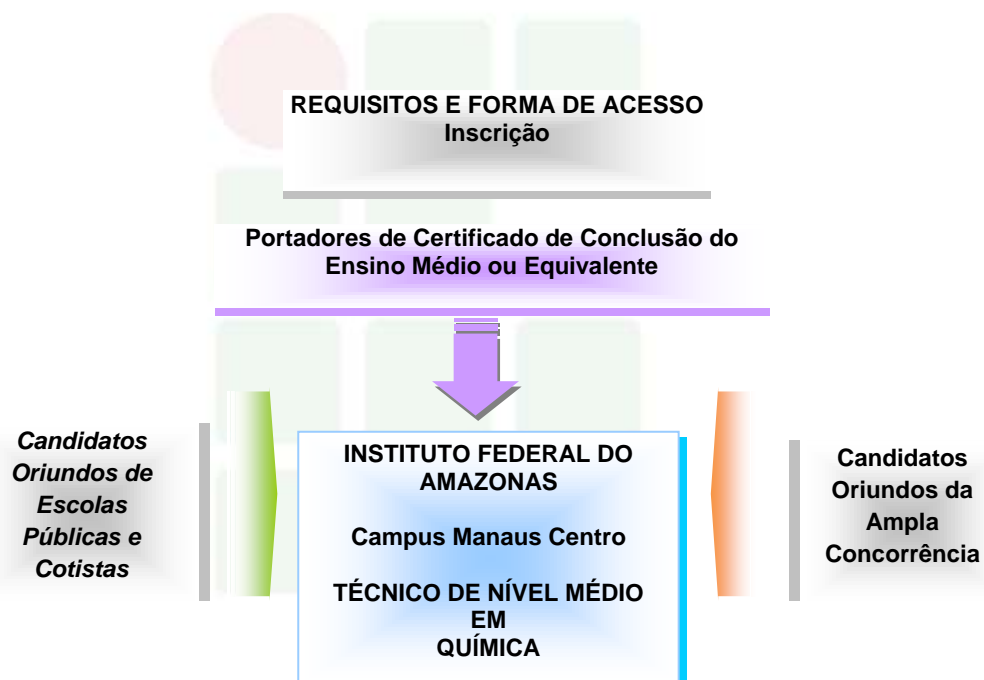 REQUISITOS E FORMA DE ACESSO
Inscrição
Portadores de Certificado de Conclusão do
Ensino Médio ou Equivalente
Candidatos
Oriundos de
Escolas
Públicas e
Cotistas
INSTITUTO FEDERAL DO
AMAZONAS
Campus Manaus Centro
TÉCNICO DE NÍVEL MÉDIO
EM
QUÍMICA
Candidatos
Oriundos da
Ampla
Concorrência